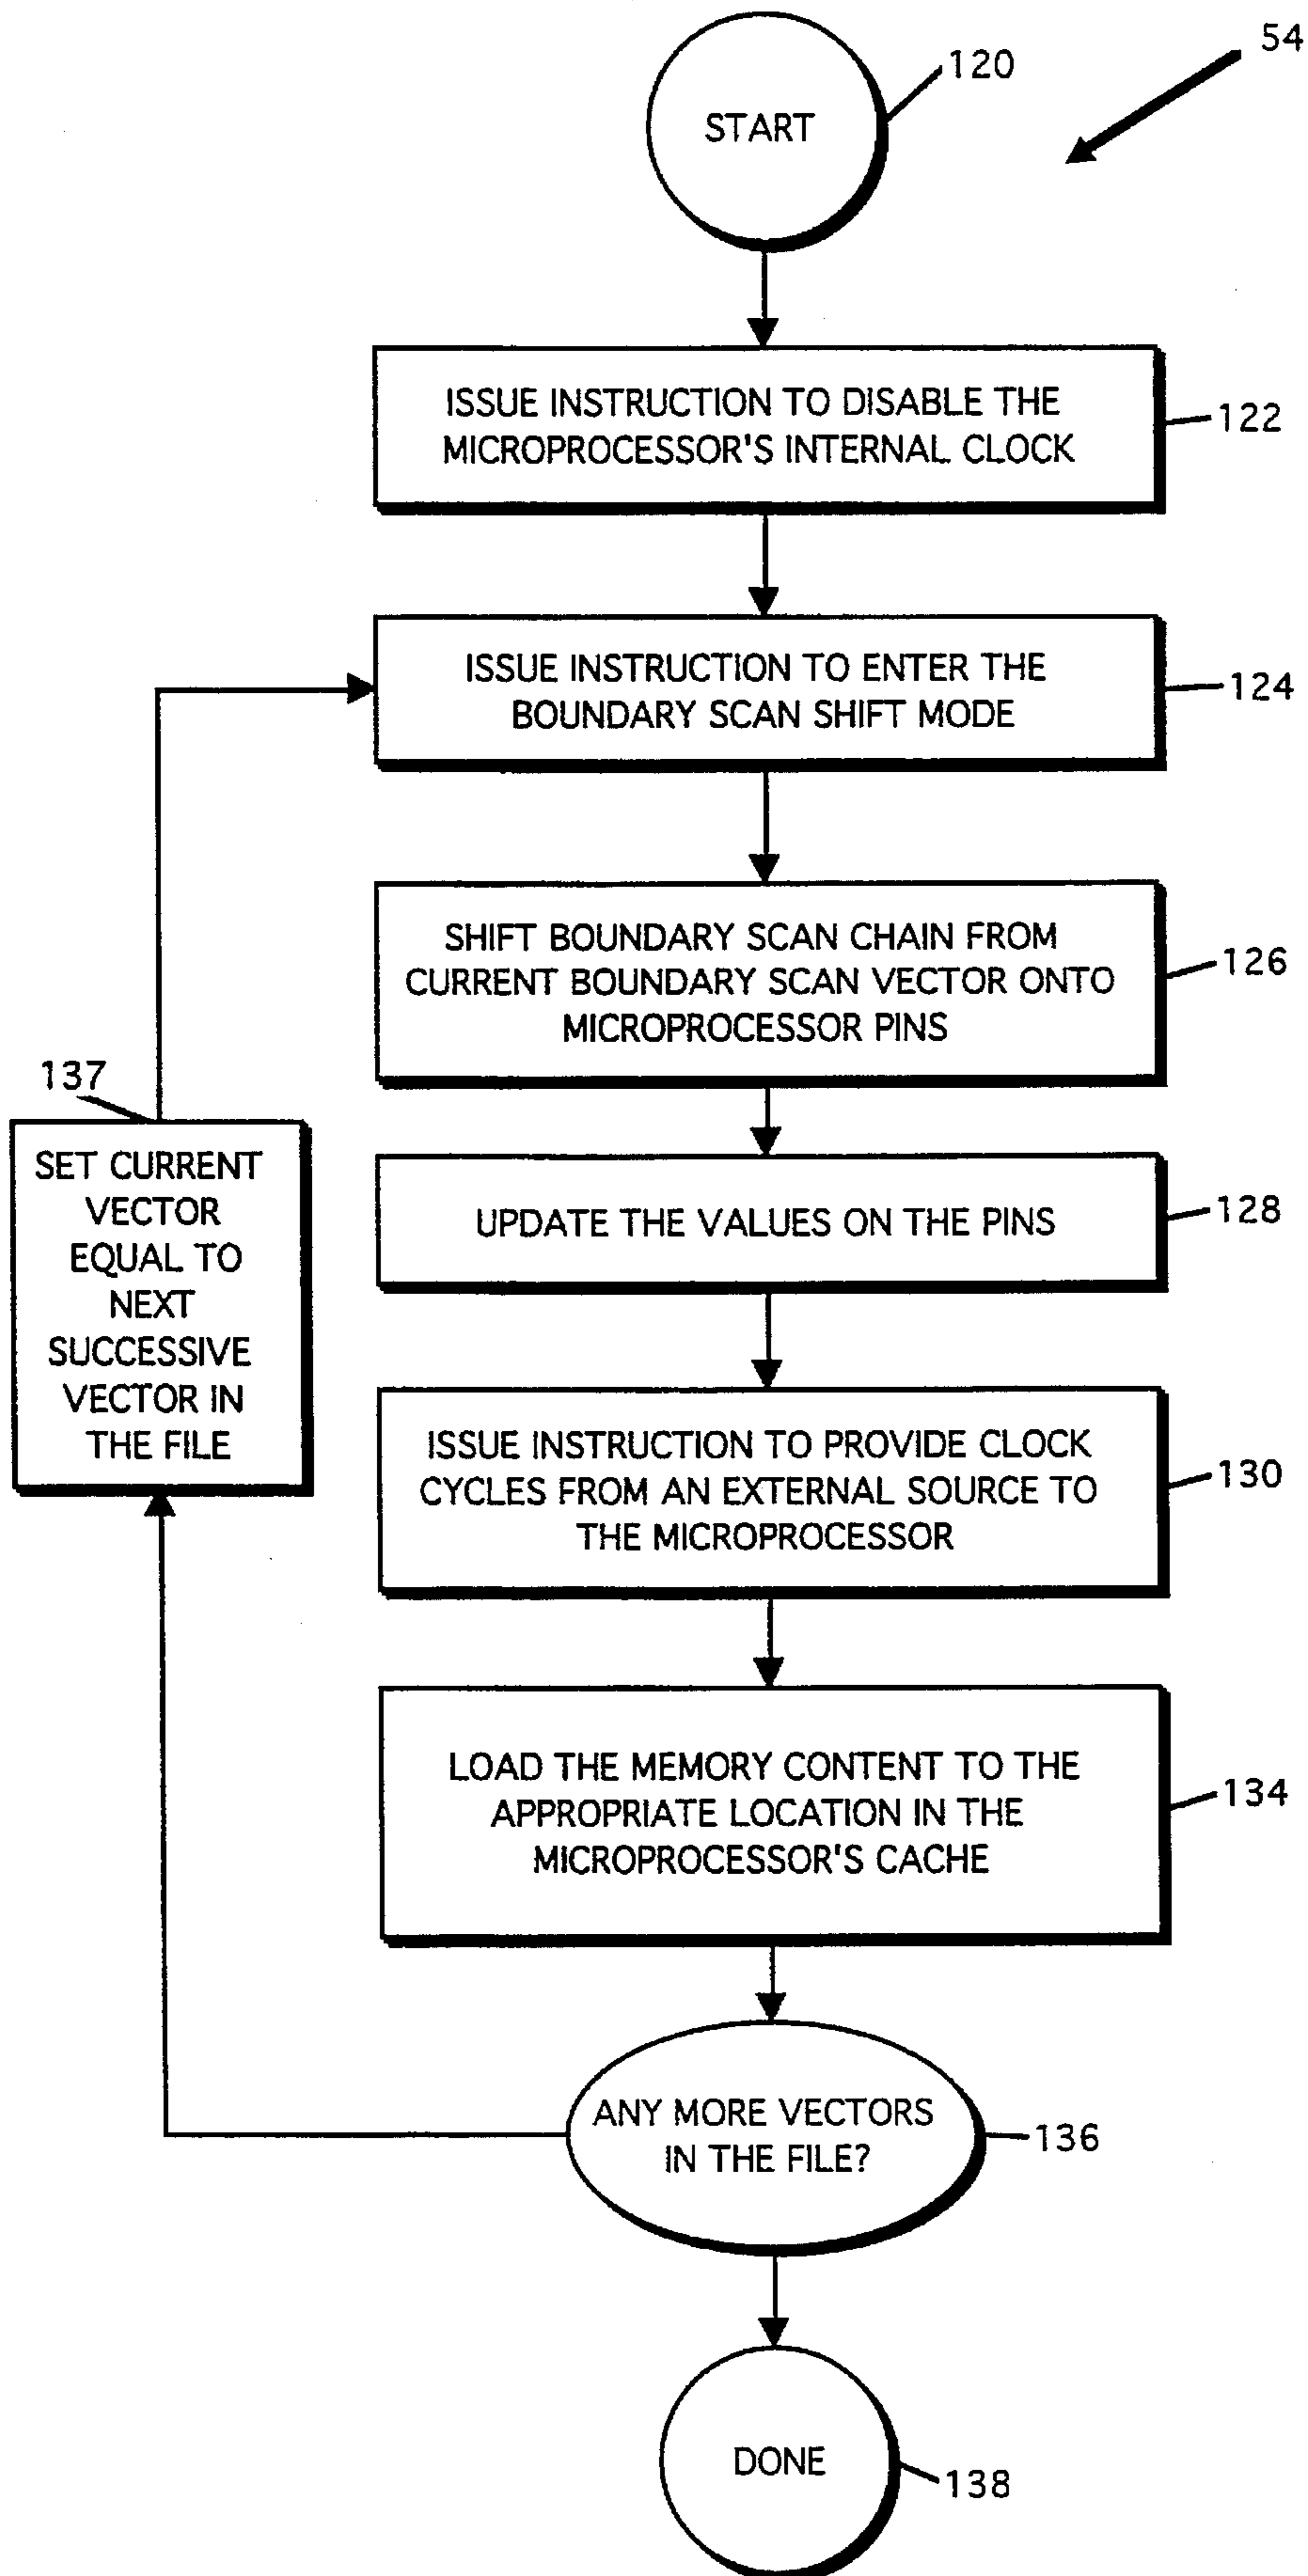 54
120
START
ISSUE INSTRUCTION TO DISABLE THE
MICROPROCESSOR'S INTERNAL CLOCK
122
ISSUE INSTRUCTION TO ENTER THE
BOUNDARY SCAN SHIFT MODE
124
SHIFT BOUNDARY SCAN CHAIN FROM
CURRENT BOUNDARY SCAN VECTOR ONTO
MICROPROCESSOR PINS
126
137
SET CURRENT
VECTOR
EQUAL TO
NEXT
SUCCESSIVE
VECTOR IN
THE FILE
UPDATE THE VALUES ON THE PINS
128
ISSUE INSTRUCTION TO PROVIDE CLOCK
CYCLES FROM AN EXTERNAL SOURCE TO
THE MICROPROCESSOR
130
LOAD THE MEMORY CONTENT TO THE
APPROPRIATE LOCATION IN THE
MICROPROCESSOR'S CACHE
134
ANY MORE VECTORS
IN THE FILE?
136
DONE
138